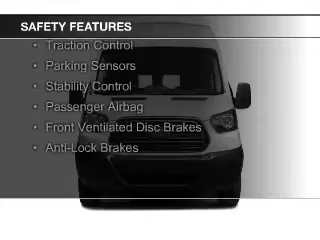 SAFETY FEATURES
• Traction Control
• Parking Sensors
• Stability Control
• Passenger Airbag
• Front Ventilated Disc Brakes
• Anti-Lock Brakes